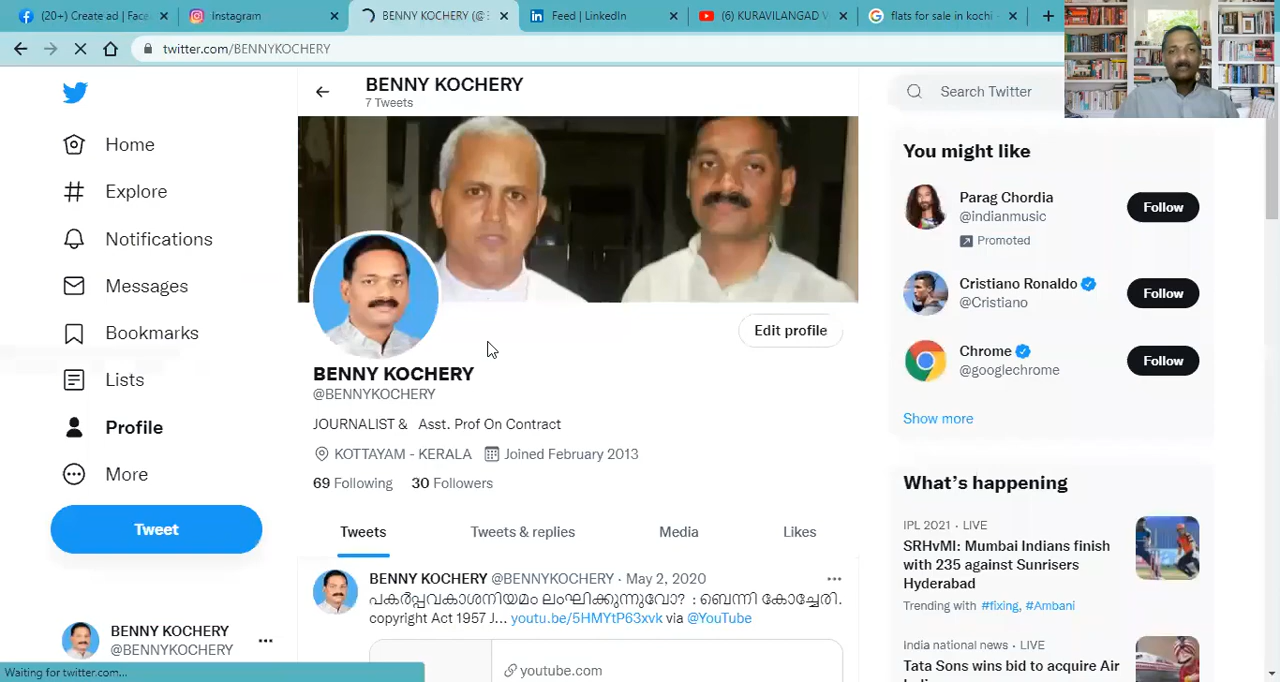 (20+) Create ad | Face
Instagram
BENNY KOCHERY (@
Feed | LinkedIn
(6) KURAVILANGAD V
flats for sale in kochi -
twitter.com/BENNYKOCHERY
BENNY KOCHERY
7 Tweets
Search Twitter
Home
Explore
Notifications
Messages
Bookmarks
Lists
Profile
More
Tweet
BENNY KOCHERY
@BENNYKOCHERY
Edit profile
BENNY KOCHERY
@BENNYKOCHERY
JOURNALIST & Asst. Prof On Contract
KOTTAYAM - KERALA Joined February 2013
69 Following 30 Followers
Tweets Tweets & replies Media Likes
BENNY KOCHERY @BENNYKOCHERY · May 2, 2020
പകർപ്പവകാശനിയമം ലംഘിക്കുന്നുവോ? : ബെന്നി കോച്ചേരി.
copyright Act 1957 J... youtu.be/5HMYtP63xvk via @YouTube
youtube.com
You might like
Parag Chordia
@indianmusic
Promoted
Follow
Cristiano Ronaldo
@Cristiano
Follow
Chrome
@googlechrome
Follow
Show more
What's happening
IPL 2021 · LIVE
SRHvMI: Mumbai Indians finish
with 235 against Sunrisers
Hyderabad
Trending with #fixing, #Ambani
India national news · LIVE
Tata Sons wins bid to acquire Air
Waiting for twitter.com...